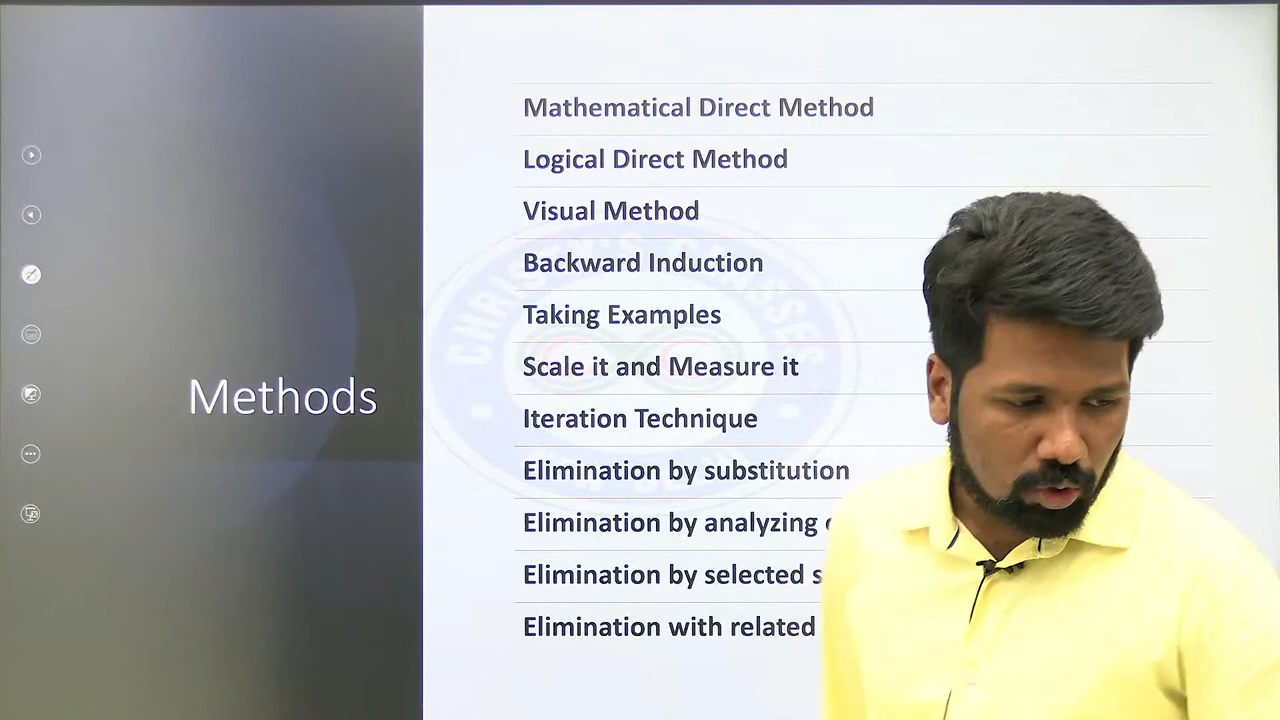 Mathematical Direct Method
Logical Direct Method
Visual Method
Backward Induction
Taking Examples
Scale it and Measure it
Methods
Iteration Technique
Elimination by substitution
Elimination by analyzing
Elimination by selected
Elimination with related